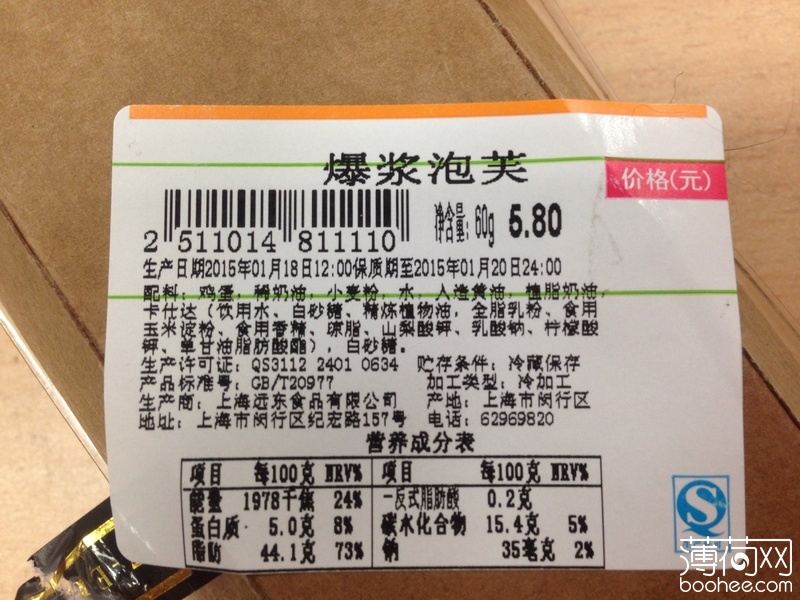 爆浆泡芙
价格(元)
2 511014 811110
净含量: 60g 5.80
生产日期2015年01月18日12:00保质期至2015年01月20日24:00
配料: 鸡蛋, 稀奶油, 小麦粉, 水, 人造黄油, 植脂奶油,
卡仕达 (饮用水、白砂糖、精炼植物油, 全脂乳粉、食用
玉米淀粉、食用香精、琼脂、山梨酸钾、乳酸钠、柠檬酸
钾、单甘油脂肪酸酯), 白砂糖。
生产许可证: QS3112 2401 0634 贮存条件: 冷藏保存
产品标准号: GB/T20977 加工类型: 冷加工
生产商: 上海远东食品有限公司 产地: 上海市闵行区
地址: 上海市闵行区纪宏路157号 电话: 62969820
营养成分表
项目 每100克 NRV% 项目 每100克 NRV%
能量 1978千焦 24% —反式脂肪酸 0.2克
蛋白质 5.0克 8% 碳水化合物 15.4克 5%
脂肪 44.1克 73% 钠 35毫克 2%
薄荷网
boohee.com